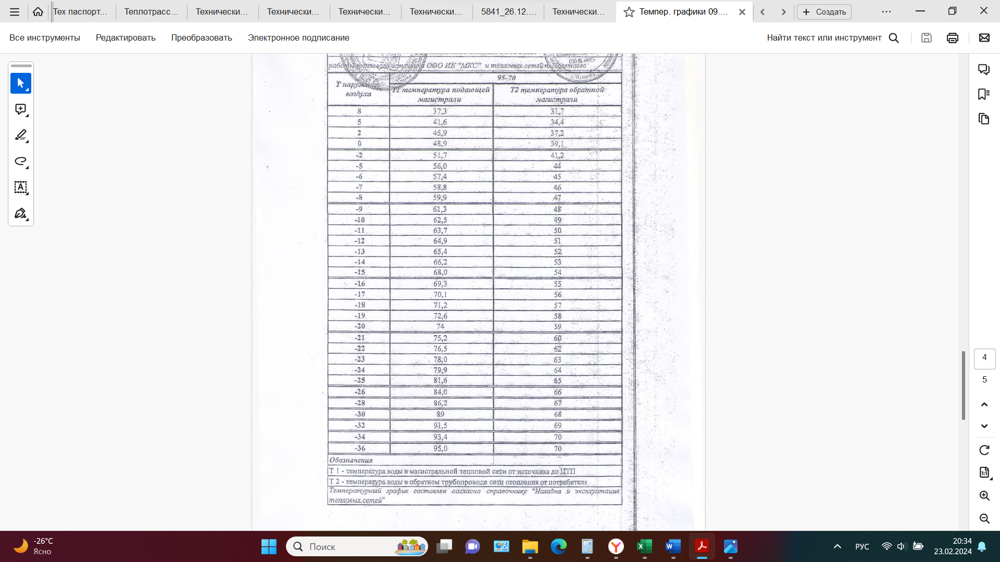 Тех паспорт...
Теплотрасс...
Технически...
Технически...
Технически...
Технически...
5841_26.12....
Технически...
Темпер. графики 09....
Создать
Все инструменты
Редактировать
Преобразовать
Электронное подписание
Найти текст или инструмент
работы теплового источника ООО ИК "МКС" и тепловых сетей п. Полетаево
Т наружного воздуха
95-70
Т1 температура подающей магистрали
Т2 температура обратной магистрали
8 37,3 31,7
5 41,6 34,4
2 45,9 37,2
0 48,9 39,1
-2 51,7 41,2
-5 56,0 44
-6 57,4 45
-7 58,8 46
-8 59,9 47
-9 61,3 48
-10 62,5 49
-11 63,7 50
-12 64,9 51
-13 65,4 52
-14 66,2 53
-15 68,0 54
-16 69,3 55
-17 70,1 56
-18 71,2 57
-19 72,6 58
-20 74 59
-21 75,2 60
-22 76,5 62
-23 78,0 63
-24 79,9 64
-25 81,6 65
-26 84,0 66
-28 86,2 67
-30 89 68
-32 91,5 69
-34 93,4 70
-36 95,0 70
Обозначения
Т 1 - температура воды в магистральной тепловой сети от источника до ЦТП
Т 2 - температура воды в обратном трубопроводе сети отопления от потребителя
Температурный график составлен согласно справочнику "Наладка и эксплуатация
тепловых сетей"
4
5
-26°C
Ясно
Поиск
РУС
20:34
23.02.2024